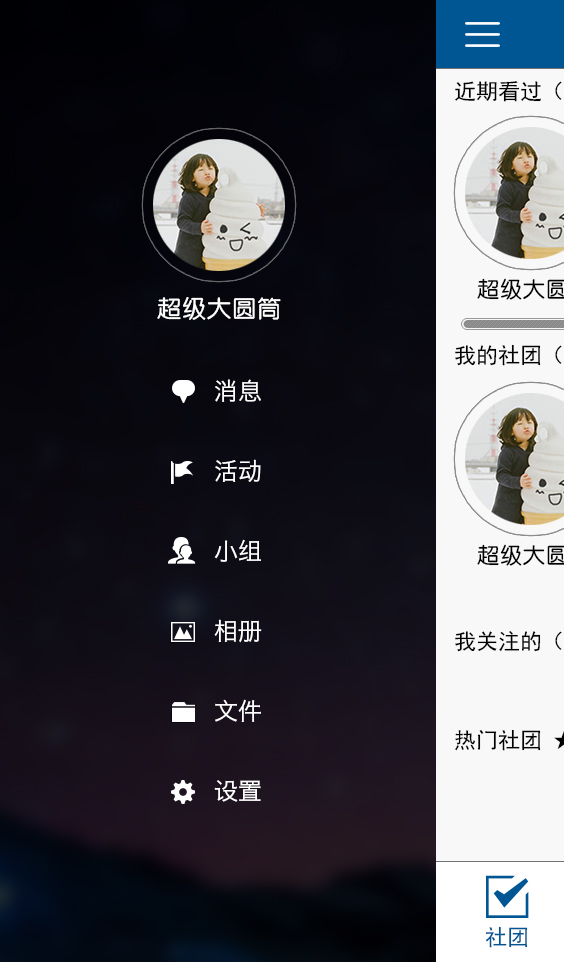 超级大圆筒
消息
活动
小组
相册
文件
设置
近期看过（
超级大圆
我的社团（
超级大圆
我关注的（
热门社团 ★
社团